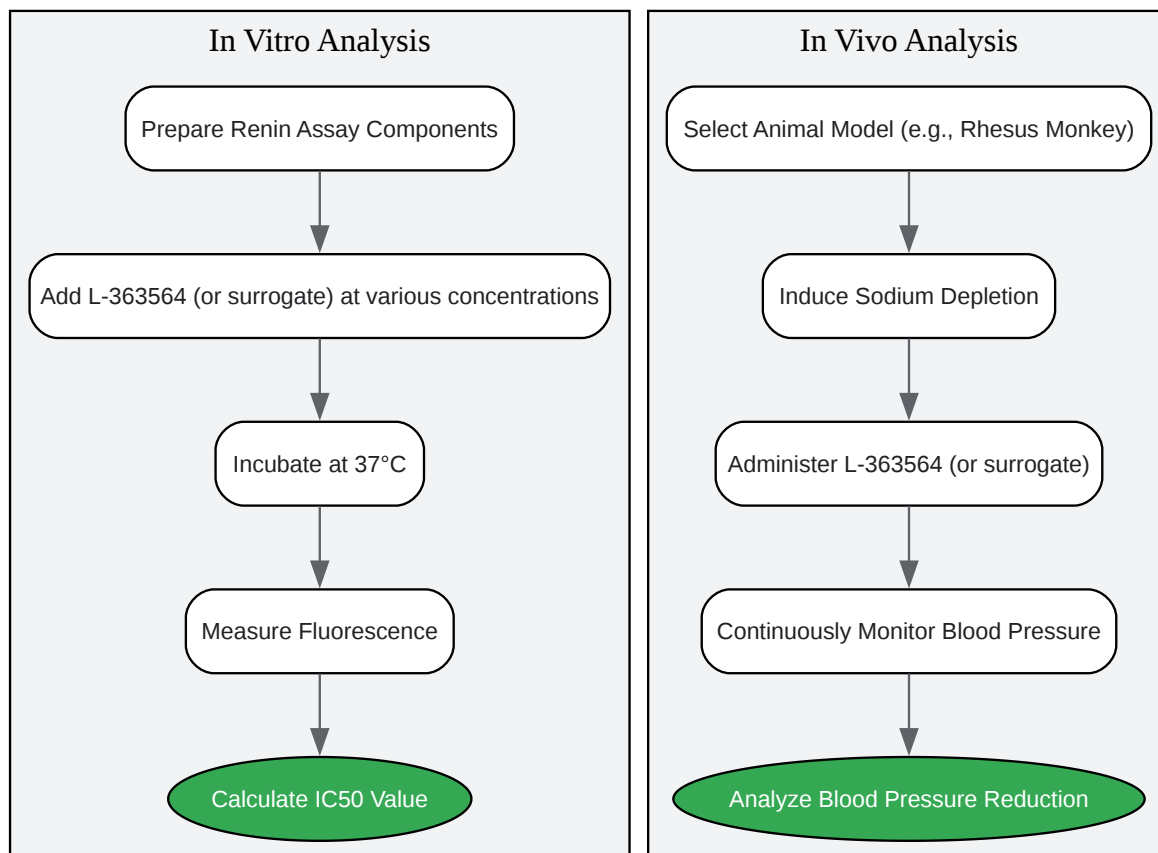 In Vitro Analysis
Prepare Renin Assay Components
Add L-363564 (or surrogate) at various concentrations
Incubate at 37°C
Measure Fluorescence
Calculate IC50 Value
In Vivo Analysis
Select Animal Model (e.g., Rhesus Monkey)
Induce Sodium Depletion
Administer L-363564 (or surrogate)
Continuously Monitor Blood Pressure
Analyze Blood Pressure Reduction